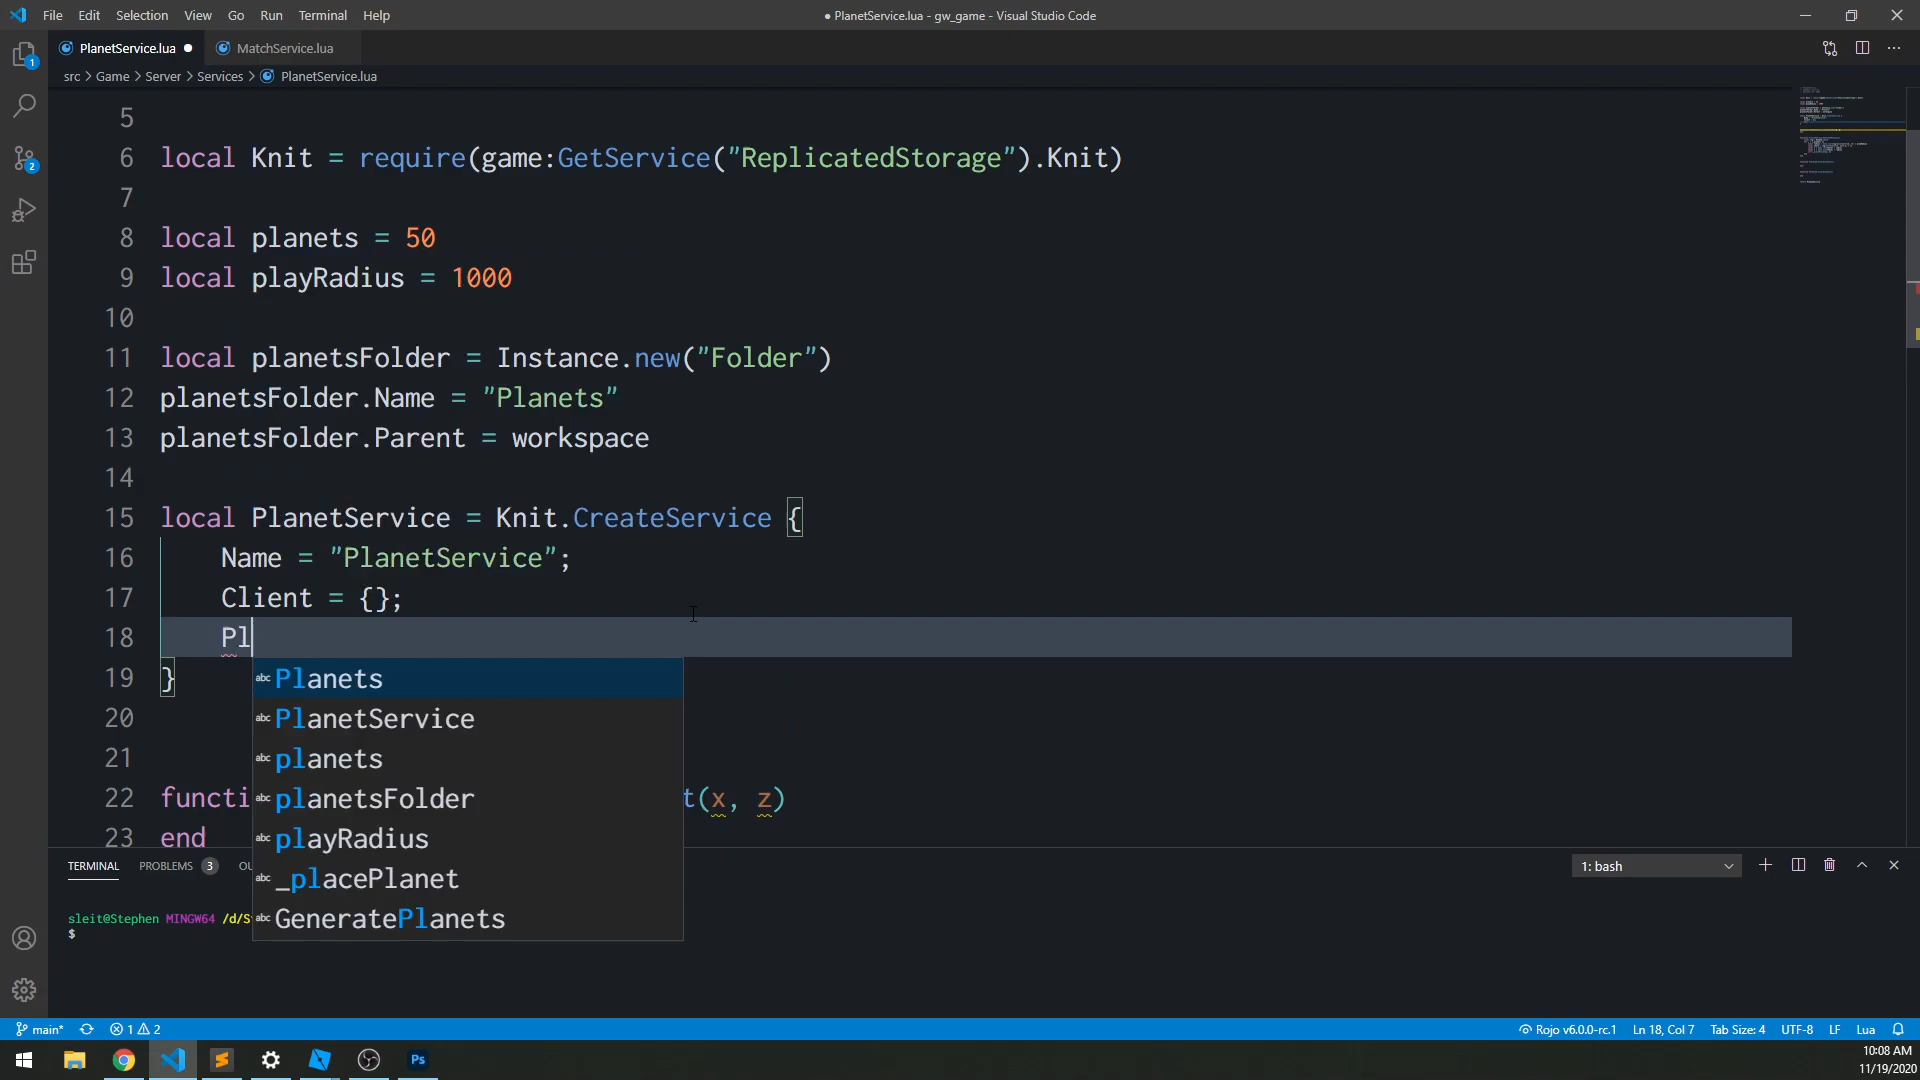 File Edit Selection View Go Run Terminal Help
● PlanetService.lua - gw_game - Visual Studio Code
PlanetService.lua ● MatchService.lua
src > Game > Server > Services > PlanetService.lua
5
6 local Knit = require(game:GetService("ReplicatedStorage").Knit)
7
8 local planets = 50
9 local playRadius = 1000
10
11 local planetsFolder = Instance.new("Folder")
12 planetsFolder.Name = "Planets"
13 planetsFolder.Parent = workspace
14
15 local PlanetService = Knit.CreateService {
16 Name = "PlanetService";
17 Client = {};
18 Pl
19 }
abc Planets
20
abc PlanetService
21
abc planets
22 functi t(x, z)
abc planetsFolder
23 end
abc playRadius
abc _placePlanet
abc GeneratePlanets
TERMINAL PROBLEMS 3 OU
1: bash
sleit@Stephen MINGW64 /d/S
$
main* 1 2
Rojo v6.0.0-rc.1 Ln 18, Col 7 Tab Size: 4 UTF-8 LF Lua
1
2
Ps
10:08 AM
11/19/2020